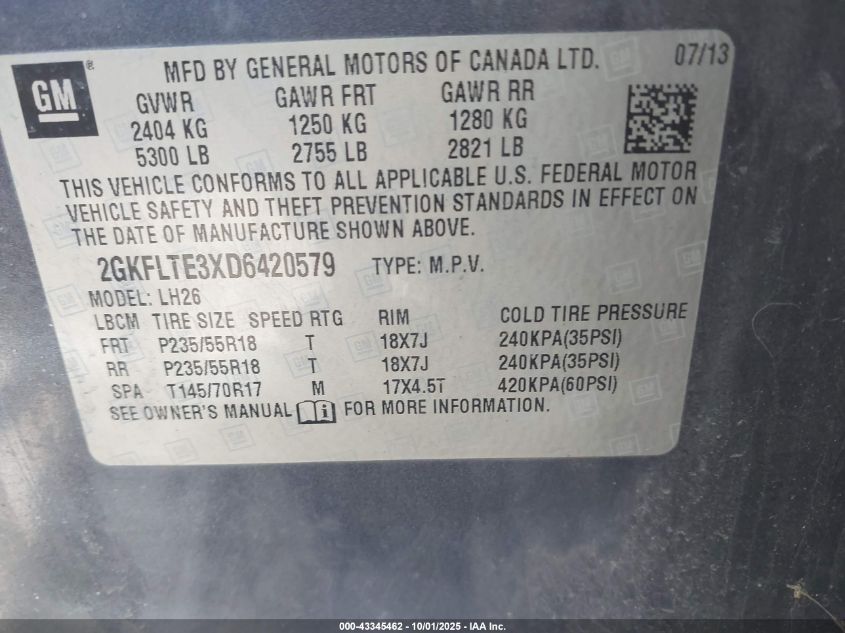 GM ®
MFD BY GENERAL MOTORS OF CANADA LTD. 07/13
GVWR GAWR FRT GAWR RR
2404 KG 1250 KG 1280 KG
5300 LB 2755 LB 2821 LB
THIS VEHICLE CONFORMS TO ALL APPLICABLE U.S. FEDERAL MOTOR
VEHICLE SAFETY AND THEFT PREVENTION STANDARDS IN EFFECT ON
THE DATE OF MANUFACTURE SHOWN ABOVE.
2GKFLTE3XD6420579 TYPE: M.P.V.
MODEL: LH26
LBCM TIRE SIZE SPEED RTG RIM COLD TIRE PRESSURE
FRT P235/55R18 T 18X7J 240KPA(35PSI)
RR P235/55R18 T 18X7J 240KPA(35PSI)
SPA T145/70R17 M 17X4.5T 420KPA(60PSI)
SEE OWNER'S MANUAL i FOR MORE INFORMATION.
000-43345462 - 10/01/2025 - IAA Inc.